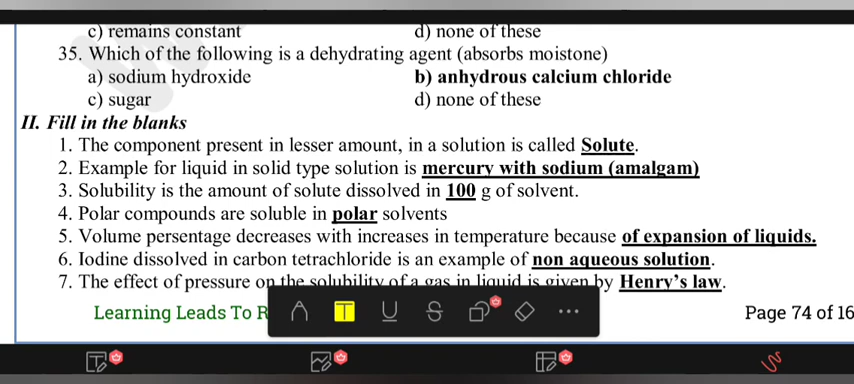 c) remains constant d) none of these
35. Which of the following is a dehydrating agent (absorbs moistone)
a) sodium hydroxide b) anhydrous calcium chloride
c) sugar d) none of these
II. Fill in the blanks
1. The component present in lesser amount, in a solution is called Solute.
2. Example for liquid in solid type solution is mercury with sodium (amalgam)
3. Solubility is the amount of solute dissolved in 100 g of solvent.
4. Polar compounds are soluble in polar solvents
5. Volume persentage decreases with increases in temperature because of expansion of liquids.
6. Iodine dissolved in carbon tetrachloride is an example of non aqueous solution.
7. The effect of pressure on the solubility of a gas in liquid is given by Henry's law.
Learning Leads To R T U S Page 74 of 16